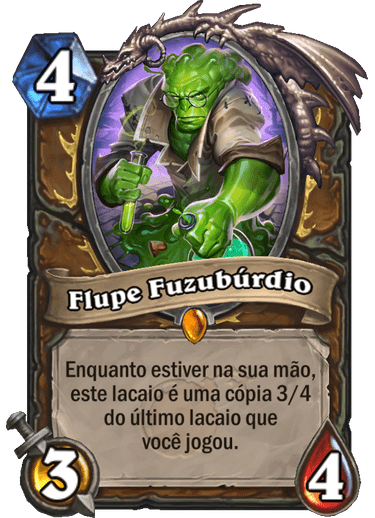 4
Flupe Fuzubúrdio
Enquanto estiver na sua mão,
este lacaio é uma cópia 3/4
do último lacaio que
você jogou.
3
4